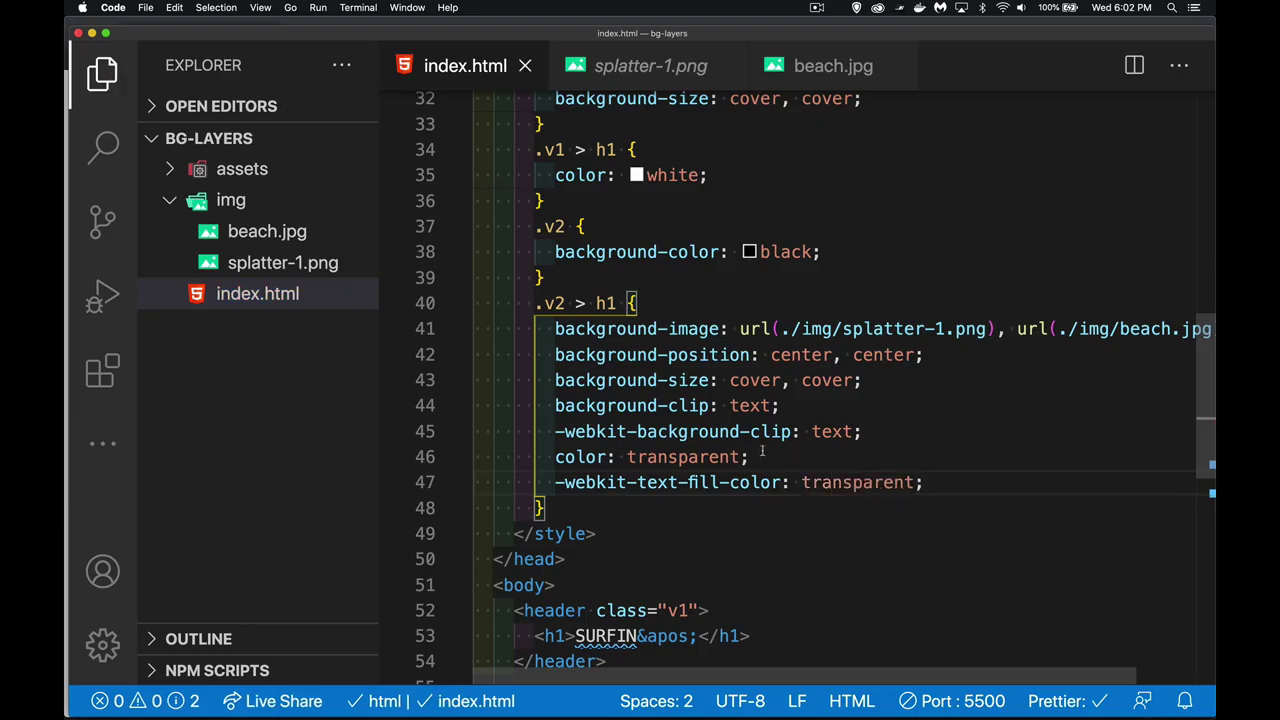 Code File Edit Selection View Go Run Terminal Window Help 100% Wed 6:02 PM
index.html — bg-layers
EXPLORER
index.html
splatter-1.png
beach.jpg
OPEN EDITORS
BG-LAYERS
assets
img
beach.jpg
splatter-1.png
index.html
OUTLINE
NPM SCRIPTS
32 background-size: cover, cover;
33 }
34 .v1 > h1 {
35 color: white;
36 }
37 .v2 {
38 background-color: black;
39 }
40 .v2 > h1 {
41 background-image: url(./img/splatter-1.png), url(./img/beach.jpg
42 background-position: center, center;
43 background-size: cover, cover;
44 background-clip: text;
45 -webkit-background-clip: text;
46 color: transparent;
47 -webkit-text-fill-color: transparent;
48 }
49 </style>
50 </head>
51 <body>
52 <header class="v1">
53 <h1>SURFIN&apos;</h1>
54 </header>
0 0 2 Live Share html index.html Spaces: 2 UTF-8 LF HTML Port : 5500 Prettier: